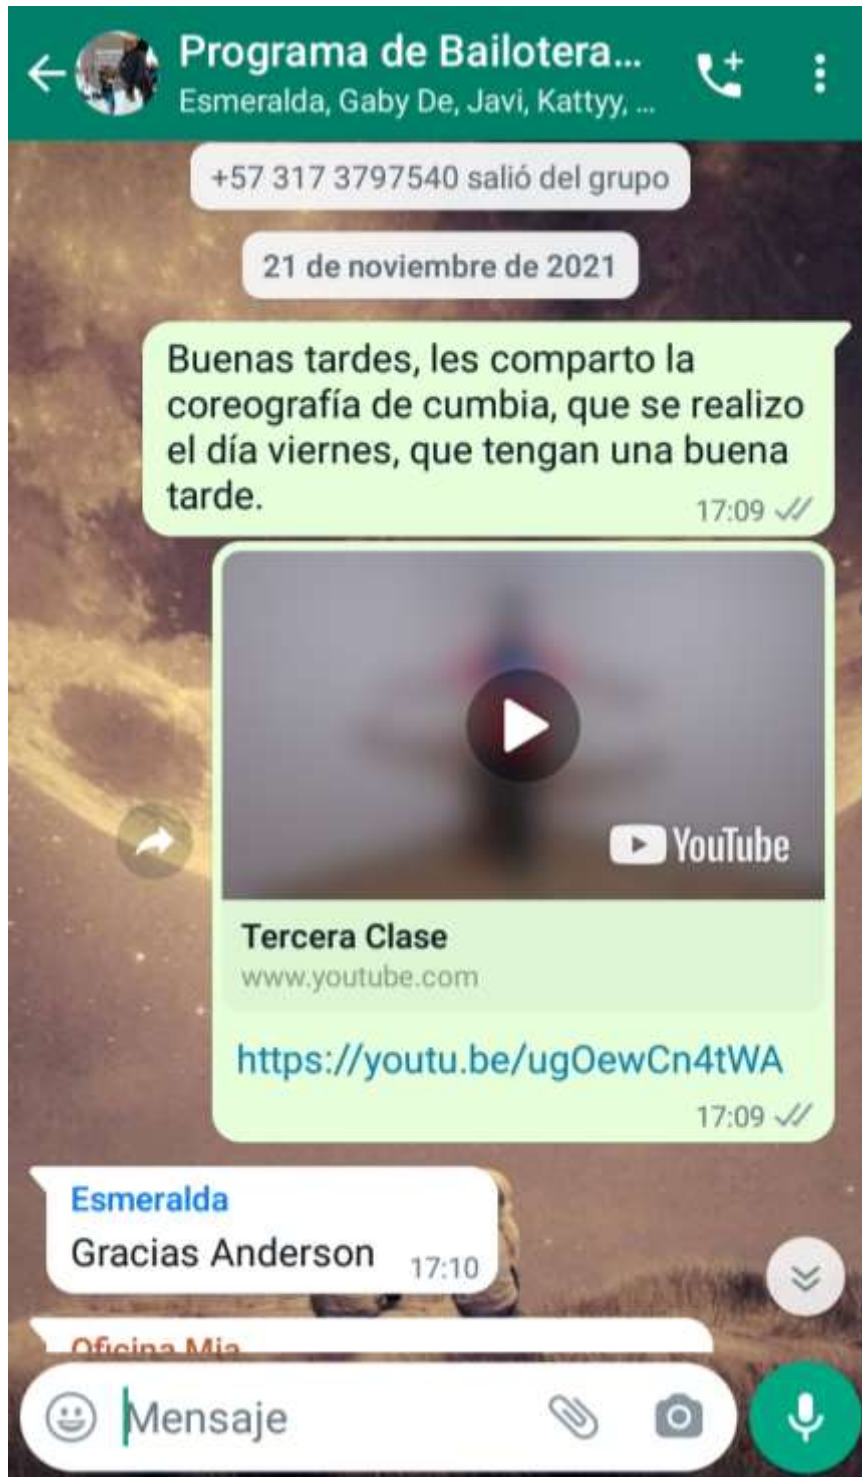 Programa de Bailotera...
Esmeralda, Gaby De, Javi, Kattyy, ...
+57 317 3797540 salió del grupo
21 de noviembre de 2021
Buenas tardes, les comparto la
coreografía de cumbia, que se realizo
el día viernes, que tengan una buena
tarde.
17:09
YouTube
Tercera Clase
www.youtube.com
https://youtu.be/ugOewCn4tWA
17:09
Esmeralda
Gracias Anderson
17:10
Oficina Mia
Mensaje